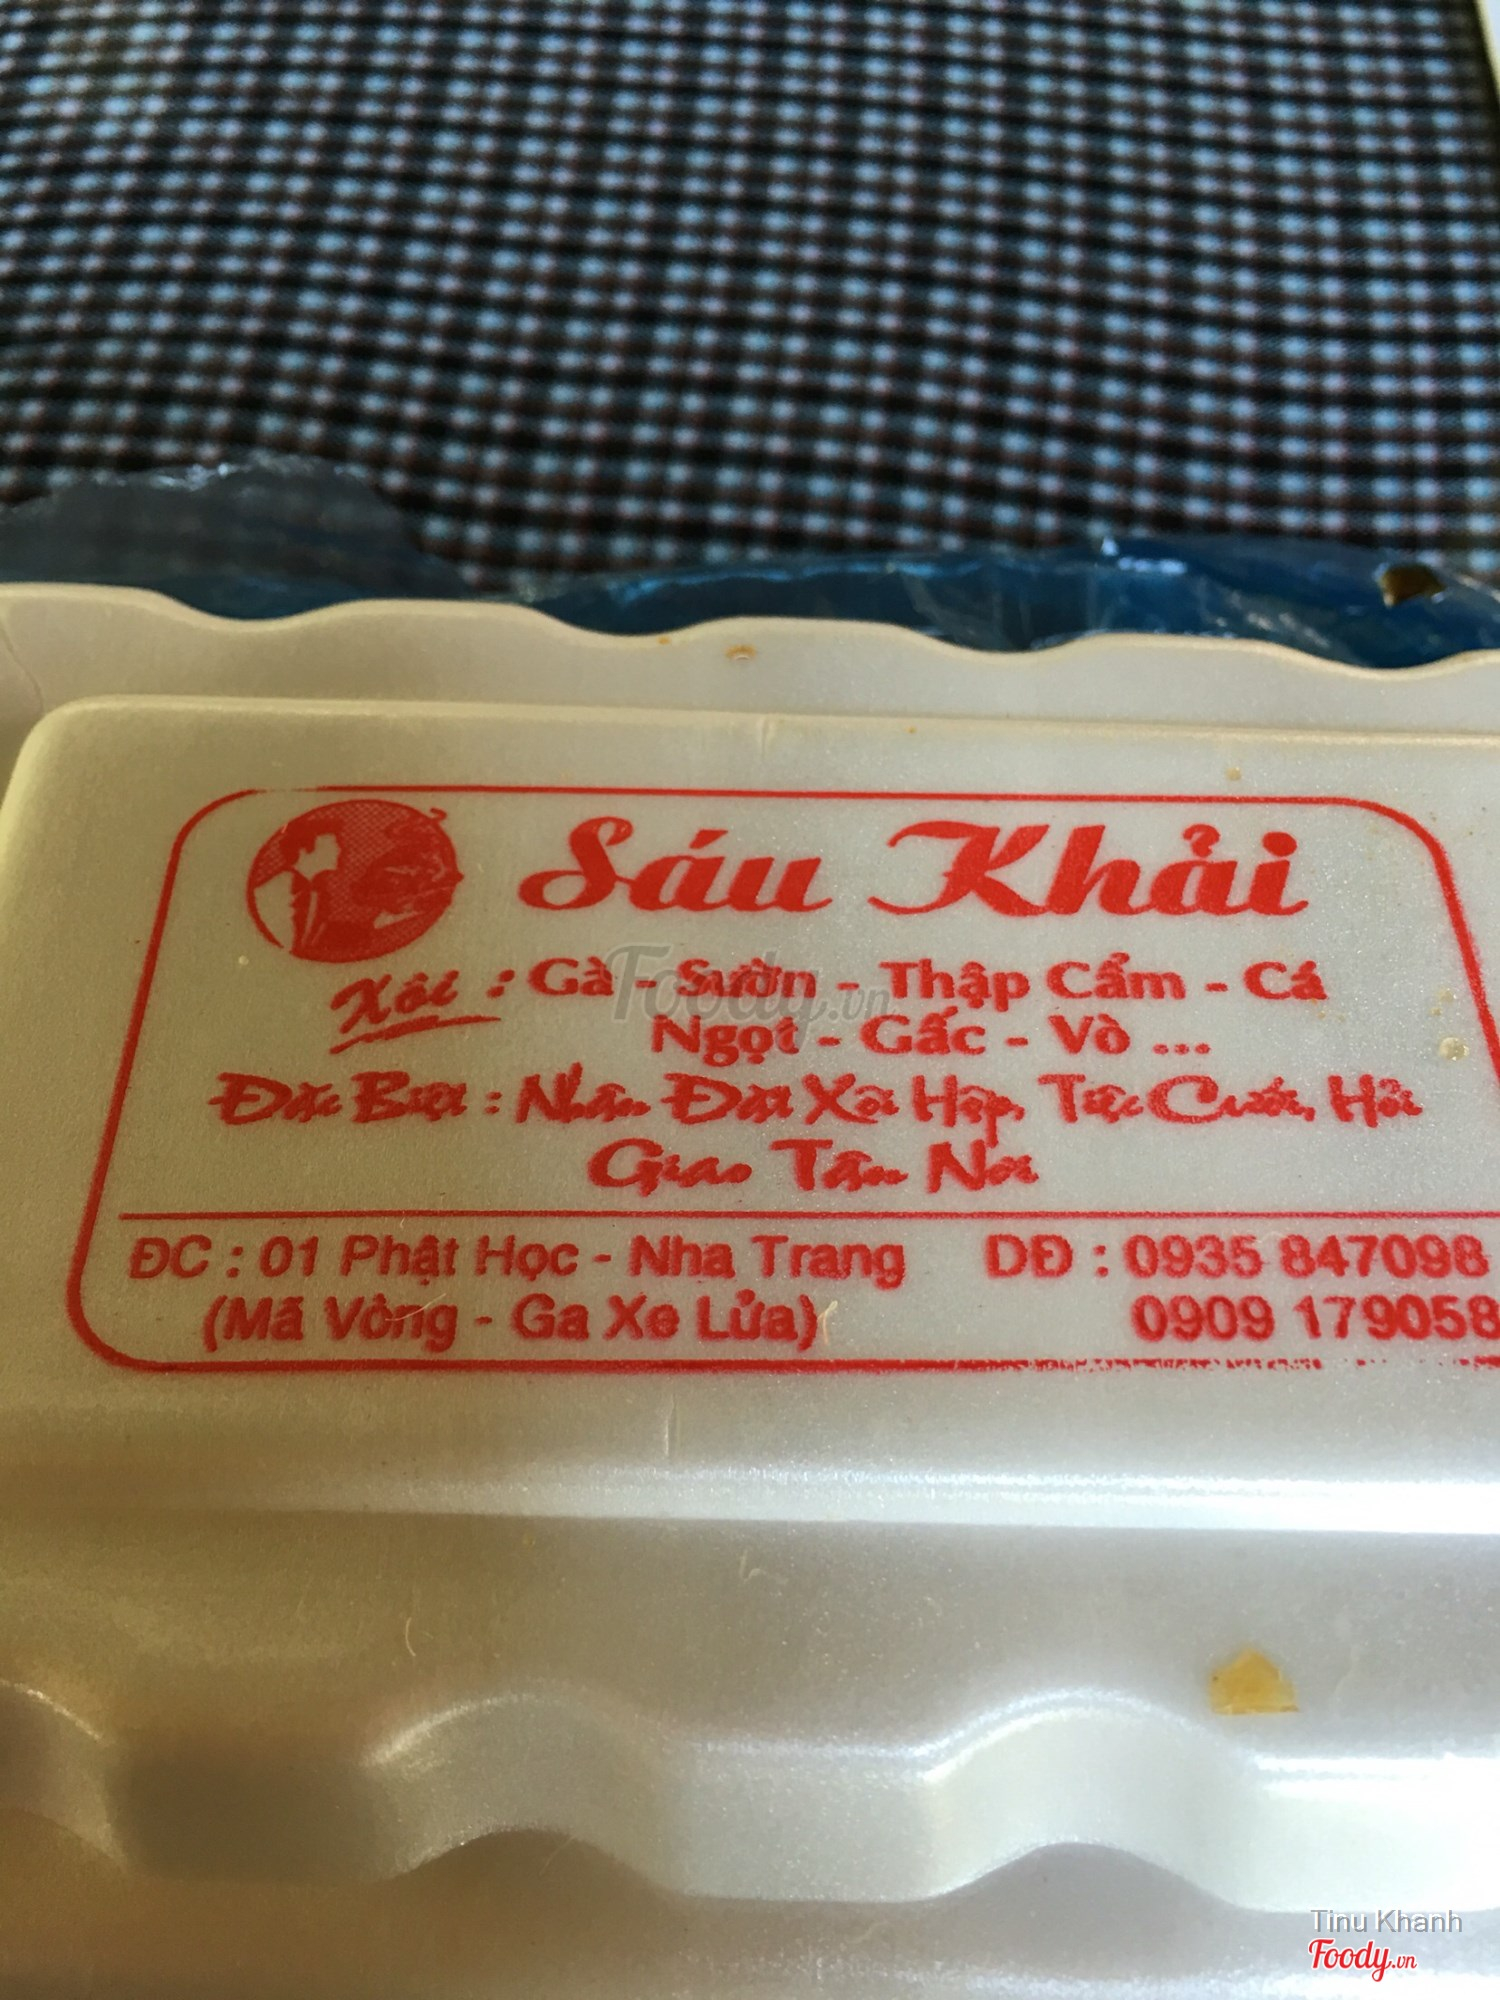 Sáu Khải
Xôi : Gà - Sườn - Thập Cẩm - Cá
Ngọt - Gấc - Vò ...
Đặc Biệt : Nhận Đặt Xôi Hộp, Tiệc Cưới, Hỏi
Giao Tận Nơi
ĐC : 01 Phật Học - Nha Trang DĐ : 0935 847098
(Mã Vòng - Ga Xe Lửa) 0909 179058
Foody.vn
Tinu Khanh
Foody.vn